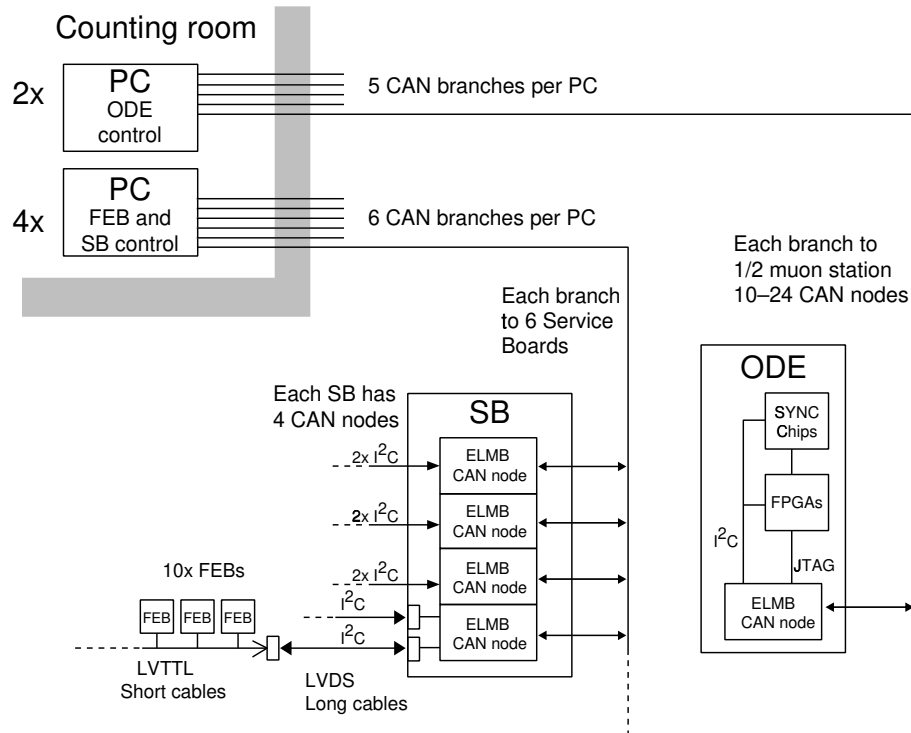 Counting room
2x
PC
ODE
control
5 CAN branches per PC
4x
PC
FEB and
SB control
6 CAN branches per PC
Each branch to
1/2 muon station
10–24 CAN nodes
Each branch
to 6 Service
Boards
Each SB has
4 CAN nodes
SB
2x I²C
ELMB
CAN node
2x I²C
ELMB
CAN node
2x I²C
ELMB
CAN node
I²C
I²C
ELMB
CAN node
10x FEBs
FEB
FEB
FEB
LVTTL
Short cables
LVDS
Long cables
ODE
SYNC
Chips
FPGAs
I²C
JTAG
ELMB
CAN node